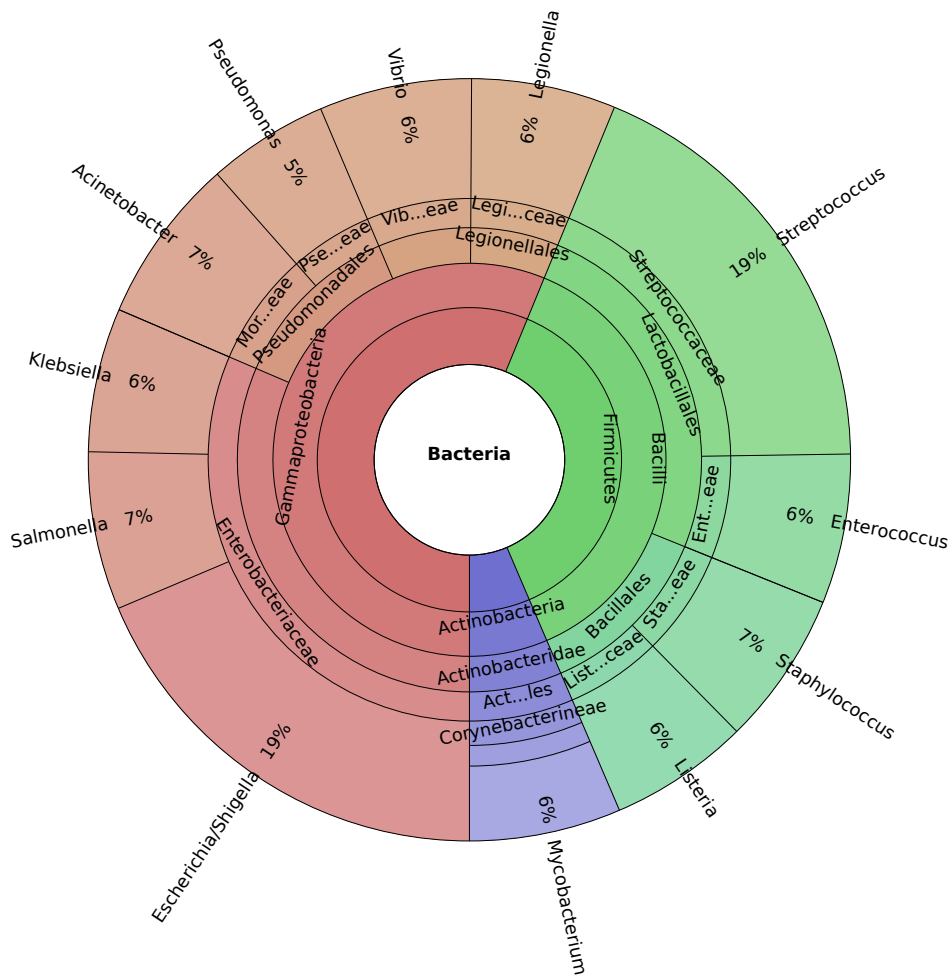 Bacteria
Firmicutes
Bacilli
Lactobacillales
Streptococcaceae
Streptococcus
19%
Ent...eae
Enterococcus
6%
Bacillales
Sta...eae
Staphylococcus
7%
List...ceae
Listeria
6%
Actinobacteria
Actinobacteridae
Act...les
Corynebacterineae
Mycobacterium
6%
Gammaproteobacteria
Enterobacteriaceae
Escherichia/Shigella
19%
Salmonella
7%
Klebsiella
6%
Pseudomonadales
Mor...eae
Acinetobacter
7%
Pse...eae
Pseudomonas
5%
Vib...eae
Vibrio
6%
Legionellales
Legi...ceae
Legionella
6%